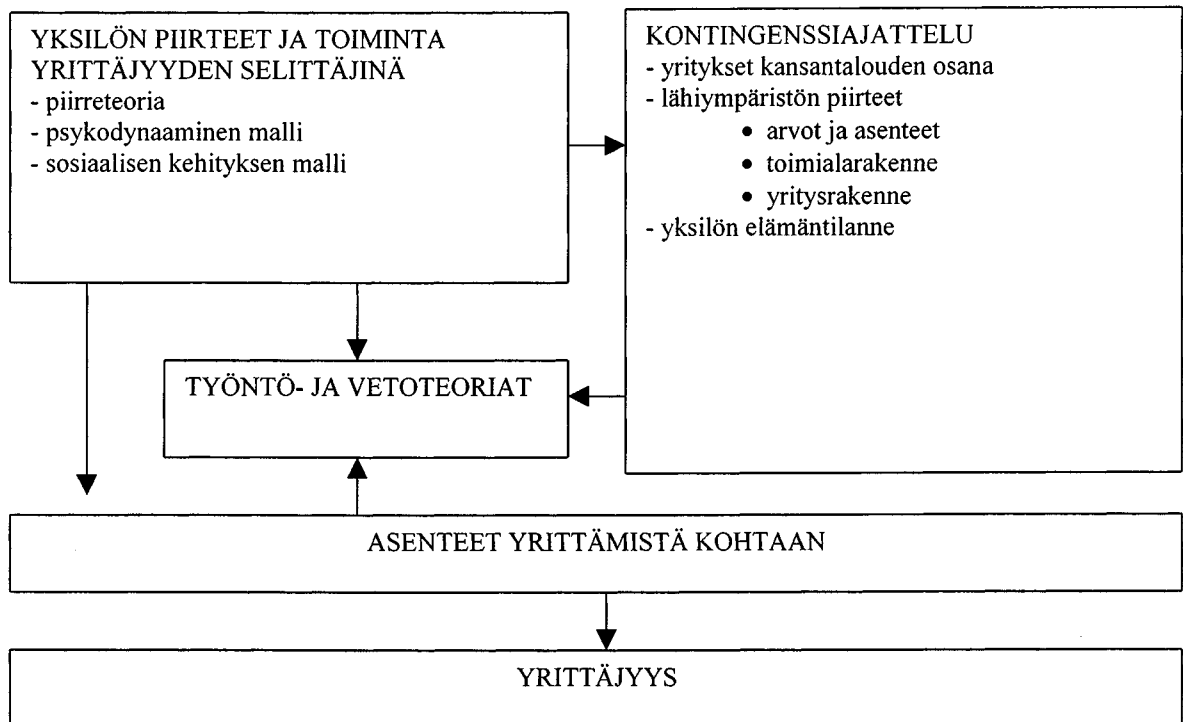 YKSILÖN PIIRTEET JA TOIMINTA
YRITTÄJYYDEN SELITTÄJINÄ
- piirreteoria
- psykodynaaminen malli
- sosiaalisen kehityksen malli
KONTINGENSSIAJATTELU
- yritykset kansantalouden osana
- lähiympäristön piirteet
• arvot ja asenteet
• toimialarakenne
• yritysrakenne
- yksilön elämäntilanne
TYÖNTÖ- JA VETOTEORIAT
ASENTEET YRITTÄMISTÄ KOHTAAN
YRITTÄJYYS